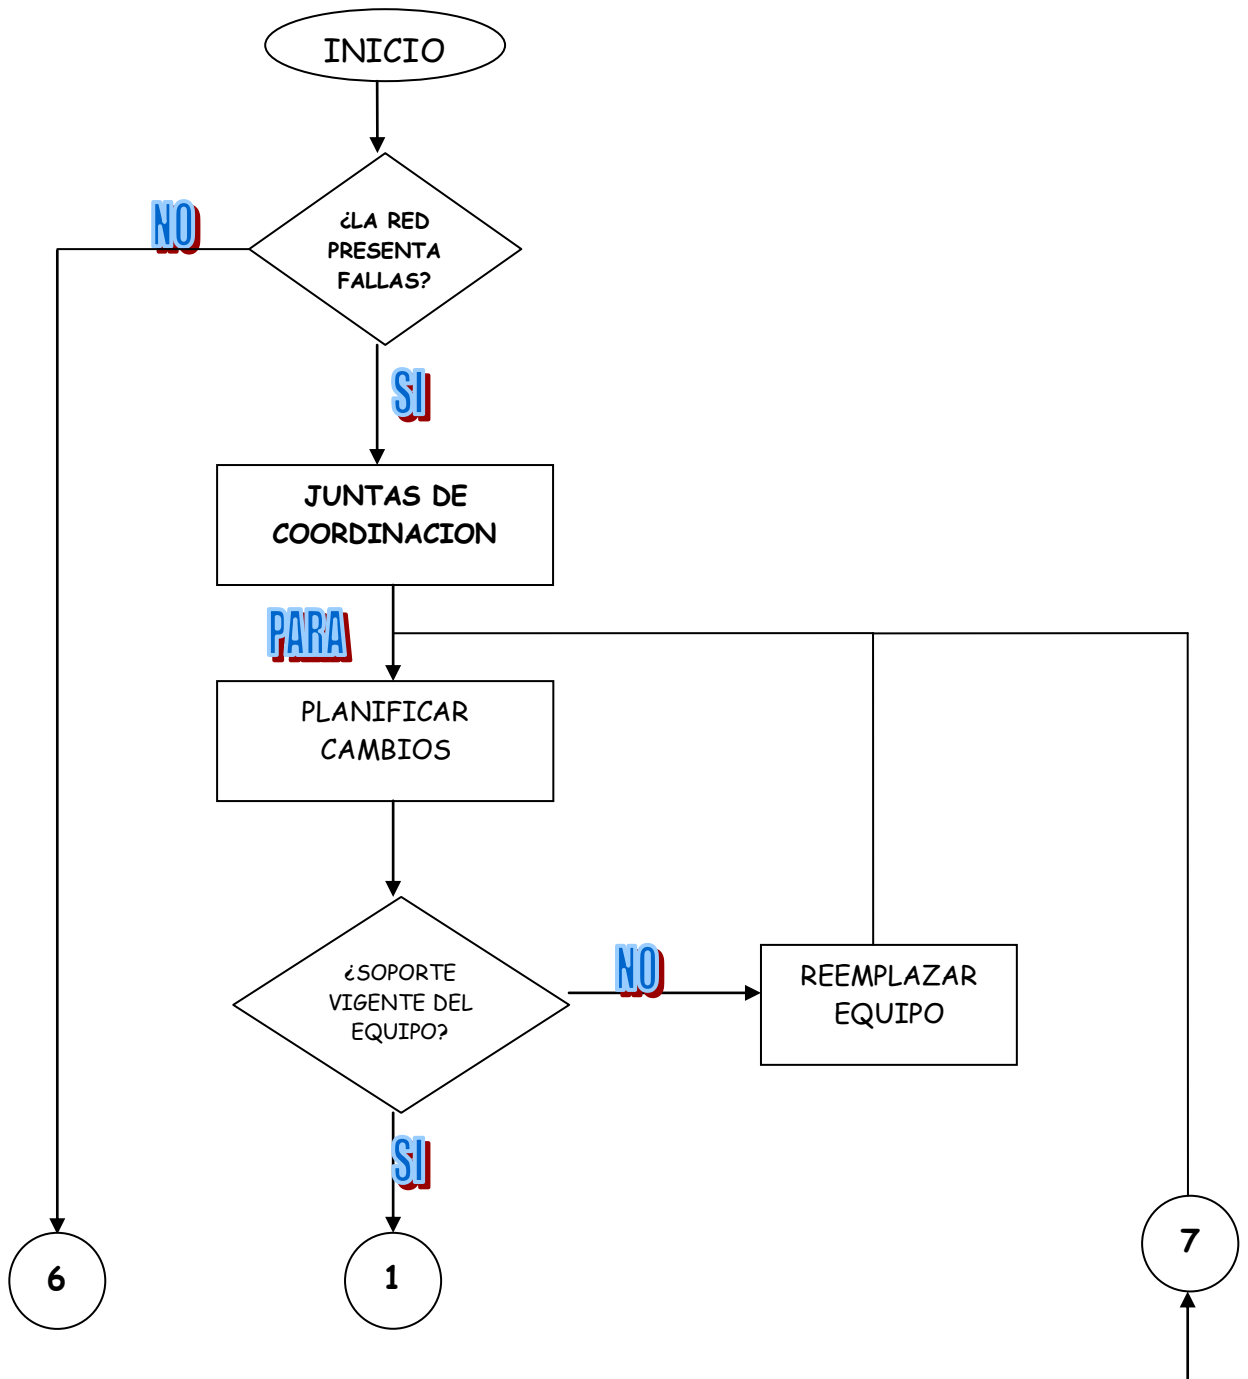 INICIO
NO
¿LA RED
PRESENTA
FALLAS?
SI
JUNTAS DE
COORDINACION
PARA
PLANIFICAR
CAMBIOS
¿SOPORTE
VIGENTE DEL
EQUIPO?
NO
REEMPLAZAR
EQUIPO
SI
6
1
7